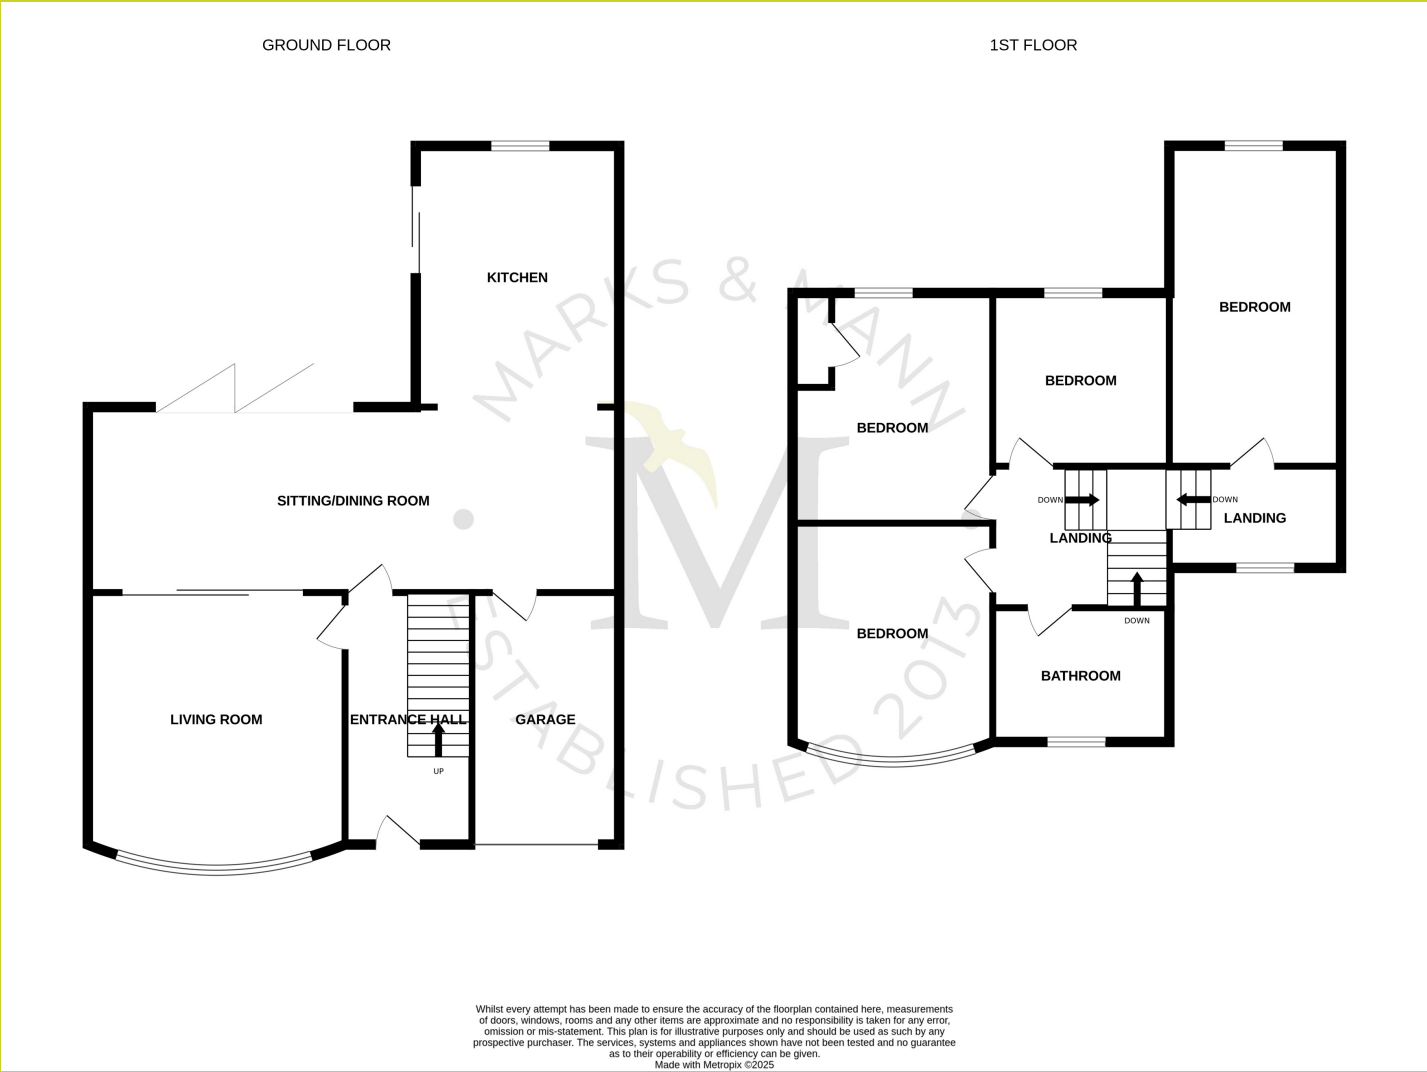 GROUND FLOOR
1ST FLOOR
KITCHEN
SITTING/DINING ROOM
LIVING ROOM
ENTRANCE HALL
UP
GARAGE
BEDROOM
BEDROOM
BEDROOM
DOWN
DOWN
LANDING
LANDING
BEDROOM
DOWN
BATHROOM
MARKS & MANN
M
ESTABLISHED 2013
Whilst every attempt has been made to ensure the accuracy of the floorplan contained here, measurements
of doors, windows, rooms and any other items are approximate and no responsibility is taken for any error,
omission or mis-statement. This plan is for illustrative purposes only and should be used as such by any
prospective purchaser. The services, systems and appliances shown have not been tested and no guarantee
as to their operability or efficiency can be given.
Made with Metropix ©2025